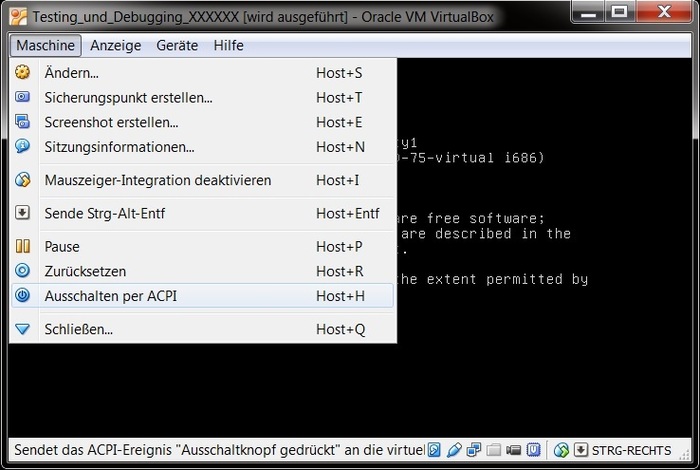 Testing_und_Debugging_XXXXXX [wird ausgeführt] - Oracle VM VirtualBox
Maschine Anzeige Geräte Hilfe
Ändern... Host+S
Sicherungspunkt erstellen... Host+T
Screenshot erstellen... Host+E
Sitzungsinformationen... Host+N
Mauszeiger-Integration deaktivieren Host+I
Sende Strg-Alt-Entf Host+Entf
Pause Host+P
Zurücksetzen Host+R
Ausschalten per ACPI Host+H
Schließen... Host+Q
ty1
-75-virtual i686)
are free software;
are described in the
.
the extent permitted by
Sendet das ACPI-Ereignis "Ausschaltknopf gedrückt" an die virtue
STRG-RECHTS